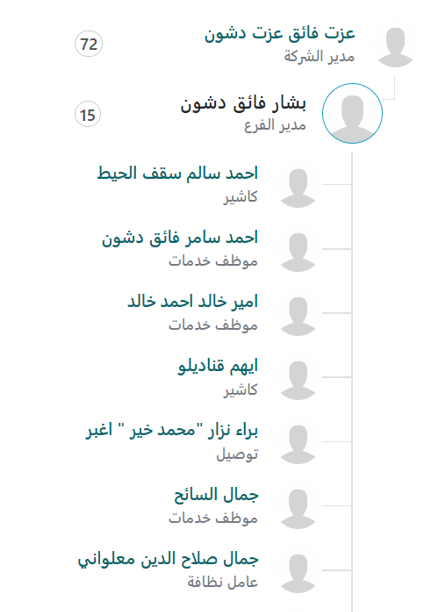 عزت فائق عزت دشون
72
مدير الشركة
بشار فائق دشون
15
مدير الفرع
احمد سالم سقف الحيط
كاشير
احمد سامر فائق دشون
موظف خدمات
امير خالد احمد خالد
موظف خدمات
ايهم قناديلو
كاشير
براء نزار "محمد خير " اغبر
توصيل
جمال السائح
موظف خدمات
جمال صلاح الدين معلواني
عامل نظافة